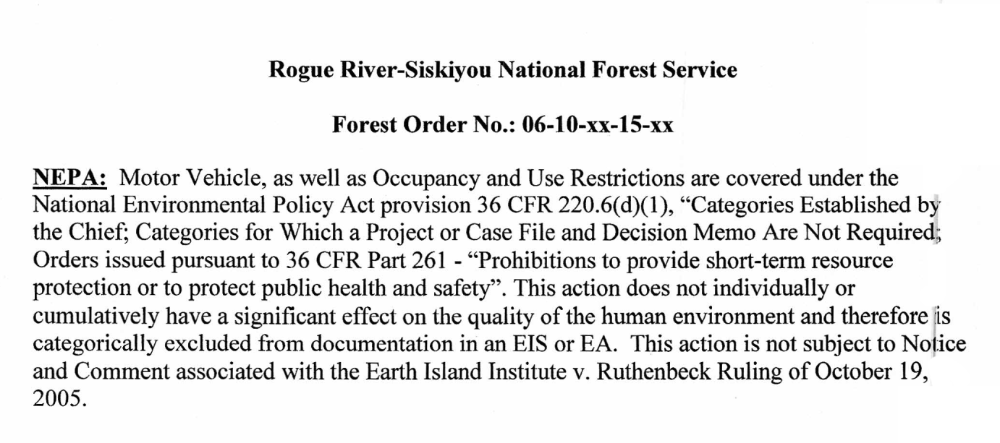 Rogue River-Siskiyou National Forest Service
Forest Order No.: 06-10-xx-15-xx
NEPA: Motor Vehicle, as well as Occupancy and Use Restrictions are covered under the
National Environmental Policy Act provision 36 CFR 220.6(d)(1), “Categories Established by
the Chief; Categories for Which a Project or Case File and Decision Memo Are Not Required;
Orders issued pursuant to 36 CFR Part 261 - “Prohibitions to provide short-term resource
protection or to protect public health and safety”. This action does not individually or
cumulatively have a significant effect on the quality of the human environment and therefore is
categorically excluded from documentation in an EIS or EA. This action is not subject to Notice
and Comment associated with the Earth Island Institute v. Ruthenbeck Ruling of October 19,
2005.